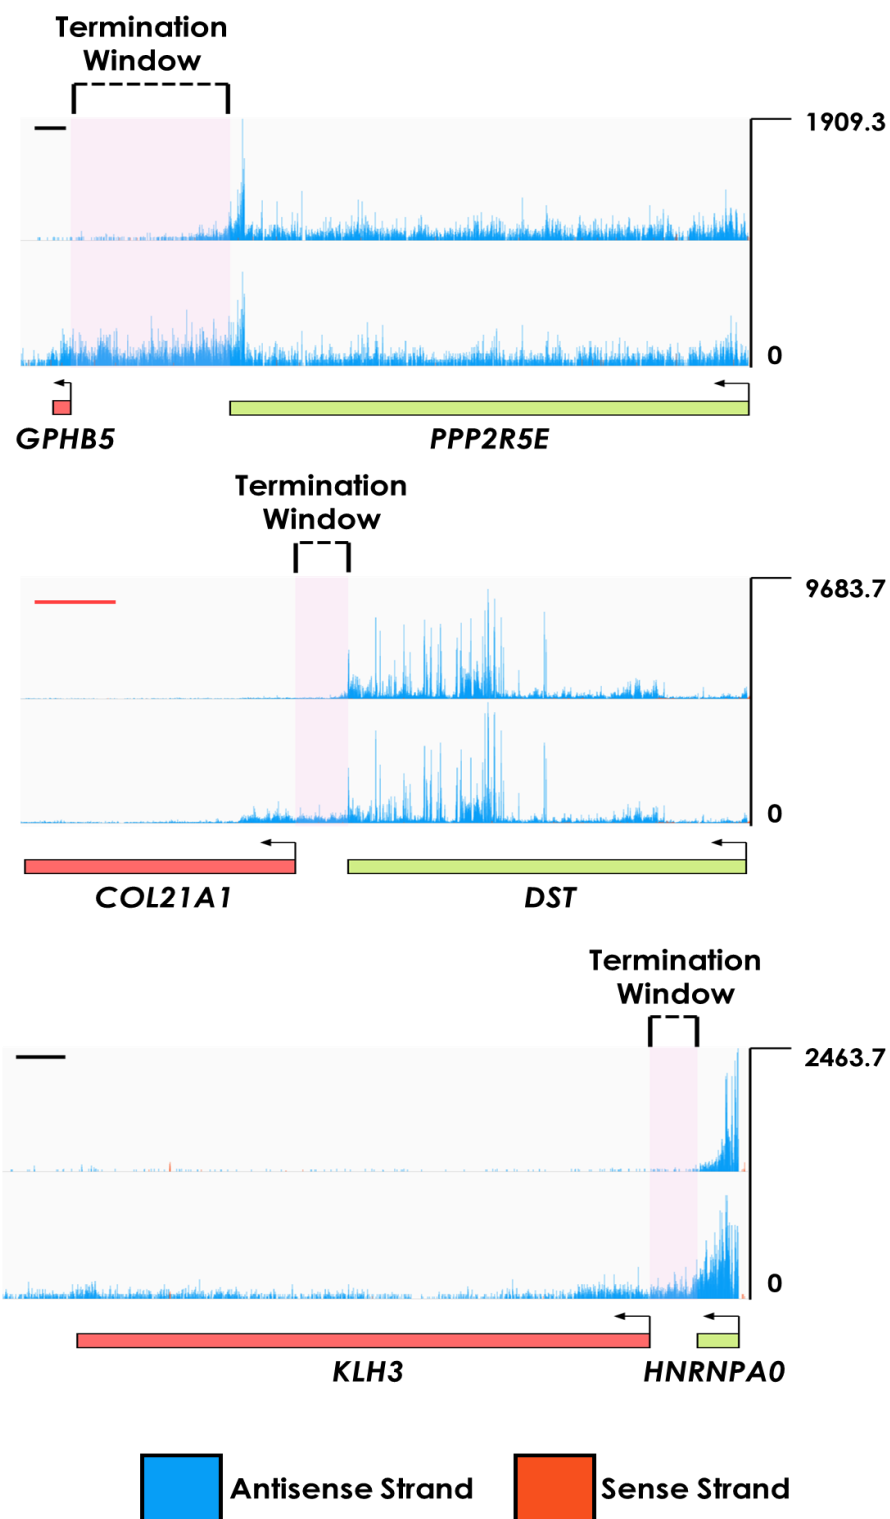 Termination
Window
1909.3
0
GPHB5
PPP2R5E
Termination
Window
9683.7
0
COL21A1
DST
Termination
Window
2463.7
0
KLH3
HNRNPA0
Antisense Strand
Sense Strand